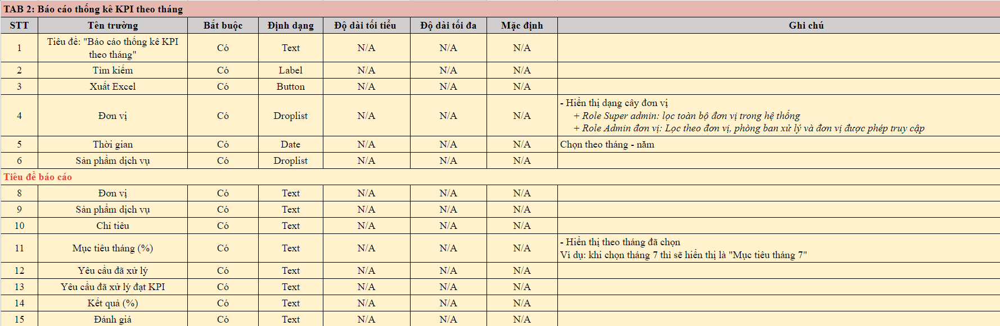 TAB 2: Báo cáo thống kê KPI theo tháng
STT Tên trường Bắt buộc Định dạng Độ dài tối tiểu Độ dài tối đa Mặc định Ghi chú
1 Tiêu đề: "Báo cáo thống kê KPI theo tháng" Có Text N/A N/A N/A
2 Tìm kiếm Có Label N/A N/A N/A
3 Xuất Excel Có Button N/A N/A N/A
4 Đơn vị Có Droplist N/A N/A N/A - Hiển thị dạng cây đơn vị
+ Role Super admin: lọc toàn bộ đơn vị trong hệ thống
+ Role Admin đơn vị: Lọc theo đơn vị, phòng ban xử lý và đơn vị được phép truy cập
5 Thời gian Có Date N/A N/A N/A Chọn theo tháng - năm
6 Sản phẩm dịch vụ Có Droplist N/A N/A N/A
Tiêu đề báo cáo
8 Đơn vị Có Text N/A N/A N/A
9 Sản phẩm dịch vụ Có Text N/A N/A N/A
10 Chỉ tiêu Có Text N/A N/A N/A
11 Mục tiêu tháng (%) Có Text N/A N/A N/A - Hiển thị theo tháng đã chọn
Ví dụ: khi chọn tháng 7 thì sẽ hiển thị là "Mục tiêu tháng 7"
12 Yêu cầu đã xử lý Có Text N/A N/A N/A
13 Yêu cầu đã xử lý đạt KPI Có Text N/A N/A N/A
14 Kết quả (%) Có Text N/A N/A N/A
15 Đánh giá Có Text N/A N/A N/A